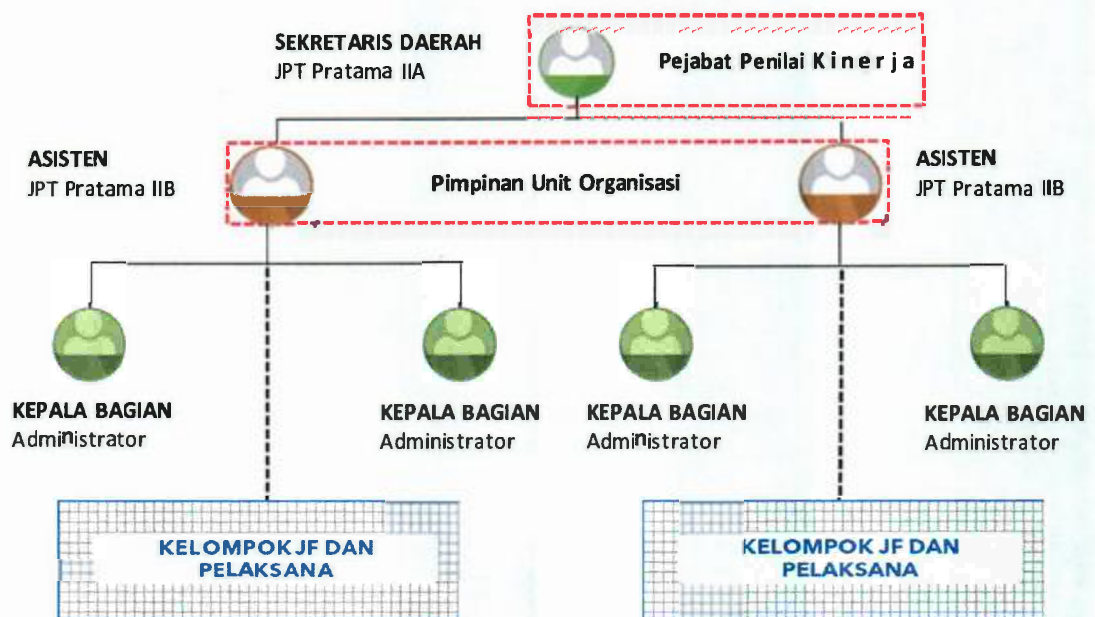 SEKRETARIS DAERAH
JPT Pratama IIA
Pejabat Penilai Kinerja
ASISTEN
JPT Pratama IIB
Pimpinan Unit Organisasi
ASISTEN
JPT Pratama IIB
KEPALA BAGIAN
Administrator
KEPALA BAGIAN
Administrator
KEPALA BAGIAN
Administrator
KEPALA BAGIAN
Administrator
KELOMPOK JF DAN
PELAKSANA
KELOMPOK JF DAN
PELAKSANA